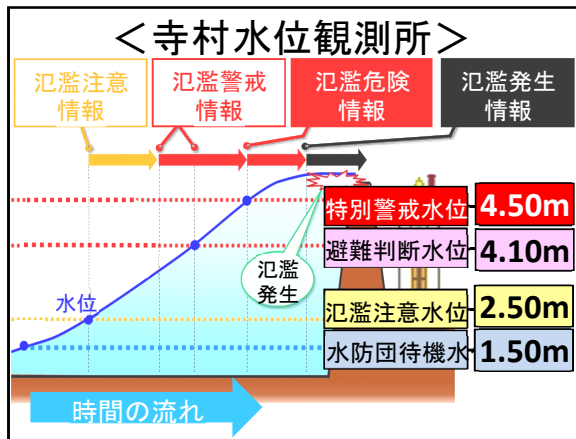 <寺村水位観測所>
氾濫注意
情報
氾濫警戒
情報
氾濫危険
情報
氾濫発生
情報
特別警戒水位 4.50m
避難判断水位 4.10m
氾濫
発生
水位
氾濫注意水位 2.50m
水防団待機水 1.50m
時間の流れ